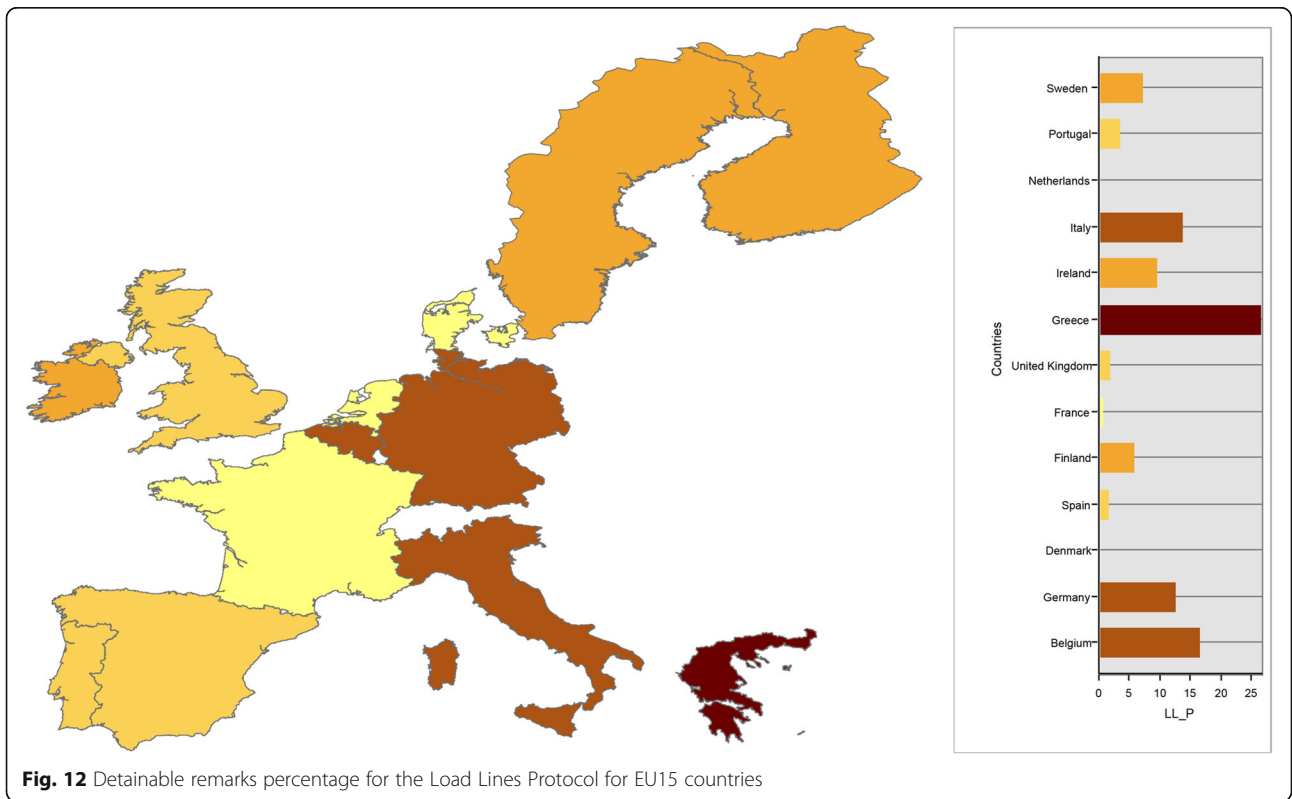 Sweden
Portugal
Netherlands
Italy
Ireland
Greece
United Kingdom
France
Finland
Spain
Denmark
Germany
Belgium
Countries
0 5 10 15 20 25
LL_P
Fig. 12 Detainable remarks percentage for the Load Lines Protocol for EU15 countries